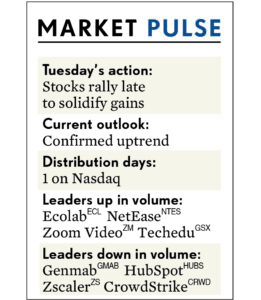 MARKET PULSE
Tuesday's action:
Stocks rally late
to solidify gains
Current outlook:
Confirmed uptrend
Distribution days:
1 on Nasdaq
Leaders up in volume:
Ecolab ECL NetEase NTES
Zoom Video ZM Techedu GSX
Leaders down in volume:
Genmab GMAB HubSpot HUBS
Zscaler ZS CrowdStrike CRWD